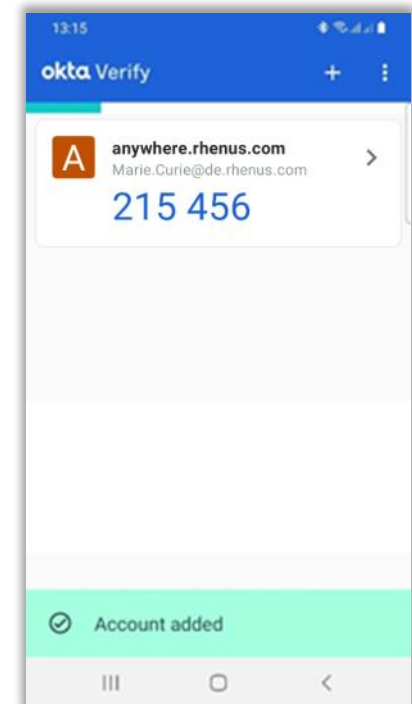 13:15
okta Verify
A
anywhere.rhenus.com
Marie.Curie@de.rhenus.com
215 456
Account added